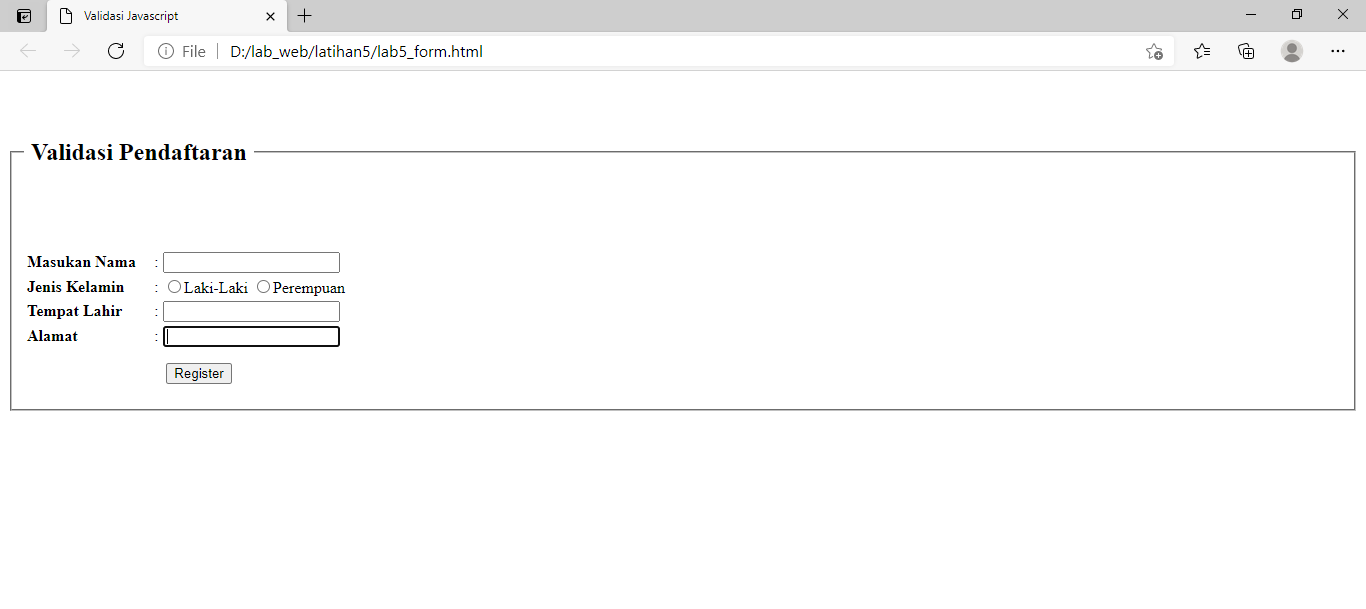 Validasi Javascript
File D:/lab_web/latihan5/lab5_form.html
Validasi Pendaftaran
Masukan Nama :
Jenis Kelamin : Laki-Laki Perempuan
Tempat Lahir :
Alamat :
Register